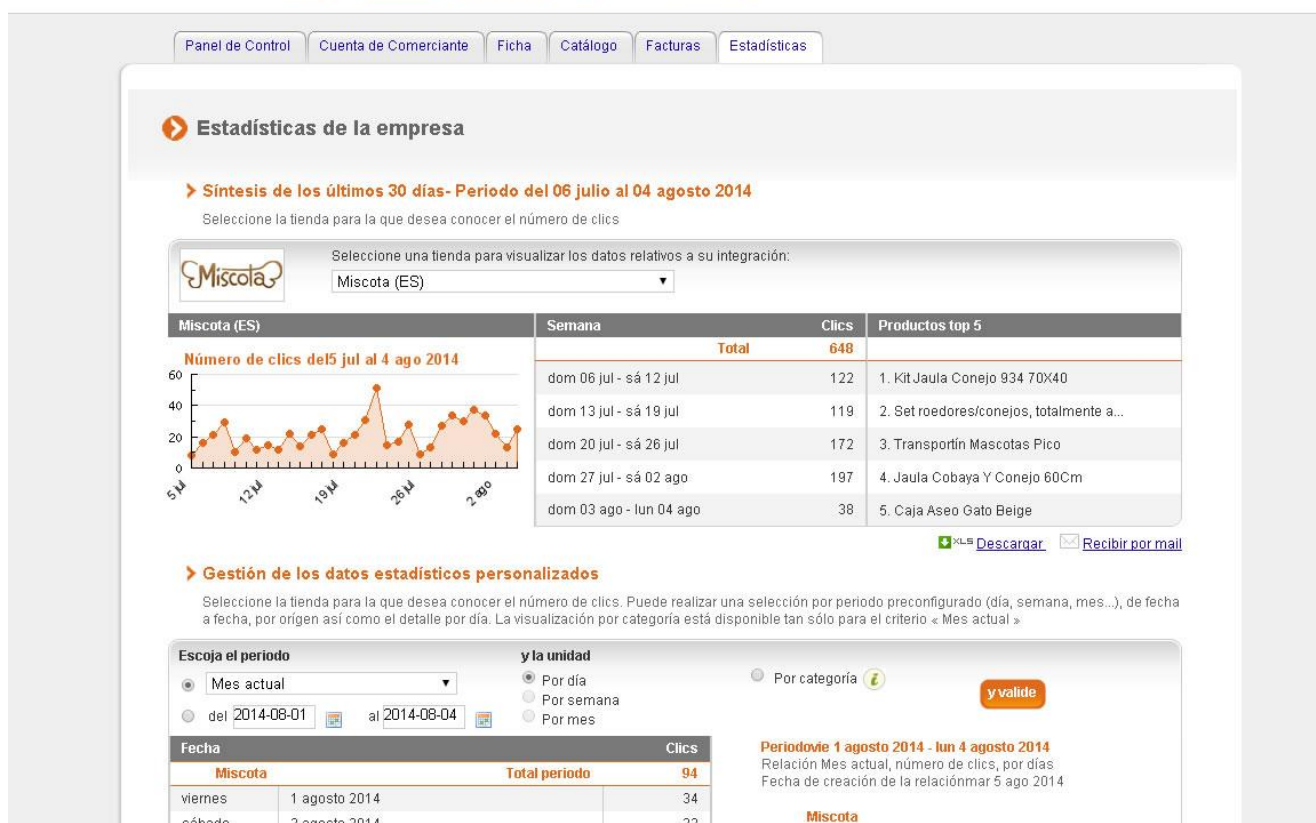 Panel de Control Cuenta de Comerciante Ficha Catálogo Facturas Estadísticas
Estadísticas de la empresa
Síntesis de los últimos 30 días- Periodo del 06 julio al 04 agosto 2014
Seleccione la tienda para la que desea conocer el número de clics
Miscota
Seleccione una tienda para visualizar los datos relativos a su integración:
Miscota (ES)
Miscota (ES) Semana Clics Productos top 5
Total 648
Número de clics del5 jul al 4 ago 2014
60
40
20
0
5 jul 12 jul 19 jul 26 jul 2 ago
dom 06 jul - sá 12 jul 122 1. Kit Jaula Conejo 934 70X40
dom 13 jul - sá 19 jul 119 2. Set roedores/conejos, totalmente a...
dom 20 jul - sá 26 jul 172 3. Transportín Mascotas Pico
dom 27 jul - sá 02 ago 197 4. Jaula Cobaya Y Conejo 60Cm
dom 03 ago - lun 04 ago 38 5. Caja Aseo Gato Beige
XLS Descargar Recibir por mail
Gestión de los datos estadísticos personalizados
Seleccione la tienda para la que desea conocer el número de clics. Puede realizar una selección por periodo preconfigurado (día, semana, mes...), de fecha
a fecha, por orígen así como el detalle por día. La visualización por categoría está disponible tan sólo para el criterio « Mes actual »
Escoja el periodo y la unidad
Mes actual Por día Por categoría i y valide
Por semana
del 2014-08-01 al 2014-08-04 Por mes
Fecha Clics
Miscota Total periodo 94
viernes 1 agosto 2014 34
Periodovie 1 agosto 2014 - lun 4 agosto 2014
Relación Mes actual, número de clics, por días
Fecha de creación de la relaciónmar 5 ago 2014
Miscota